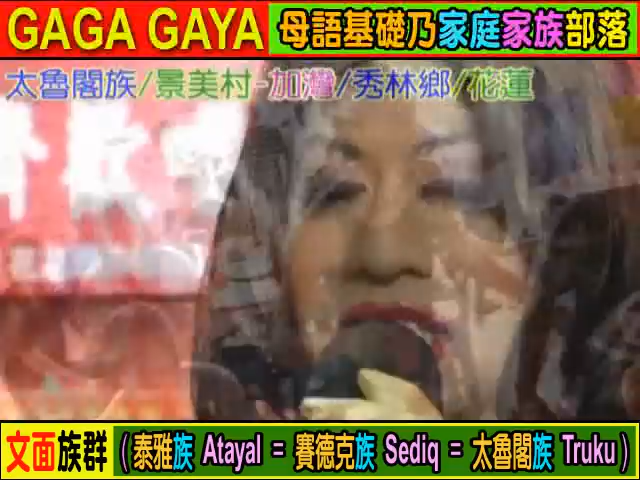 GAGA GAYA 母語基礎乃家庭家族部落
太魯閣族/景美村-加灣/秀林鄉/花蓮
文面族群 (泰雅族 Atayal = 賽德克族 Sediq = 太魯閣族 Truku)